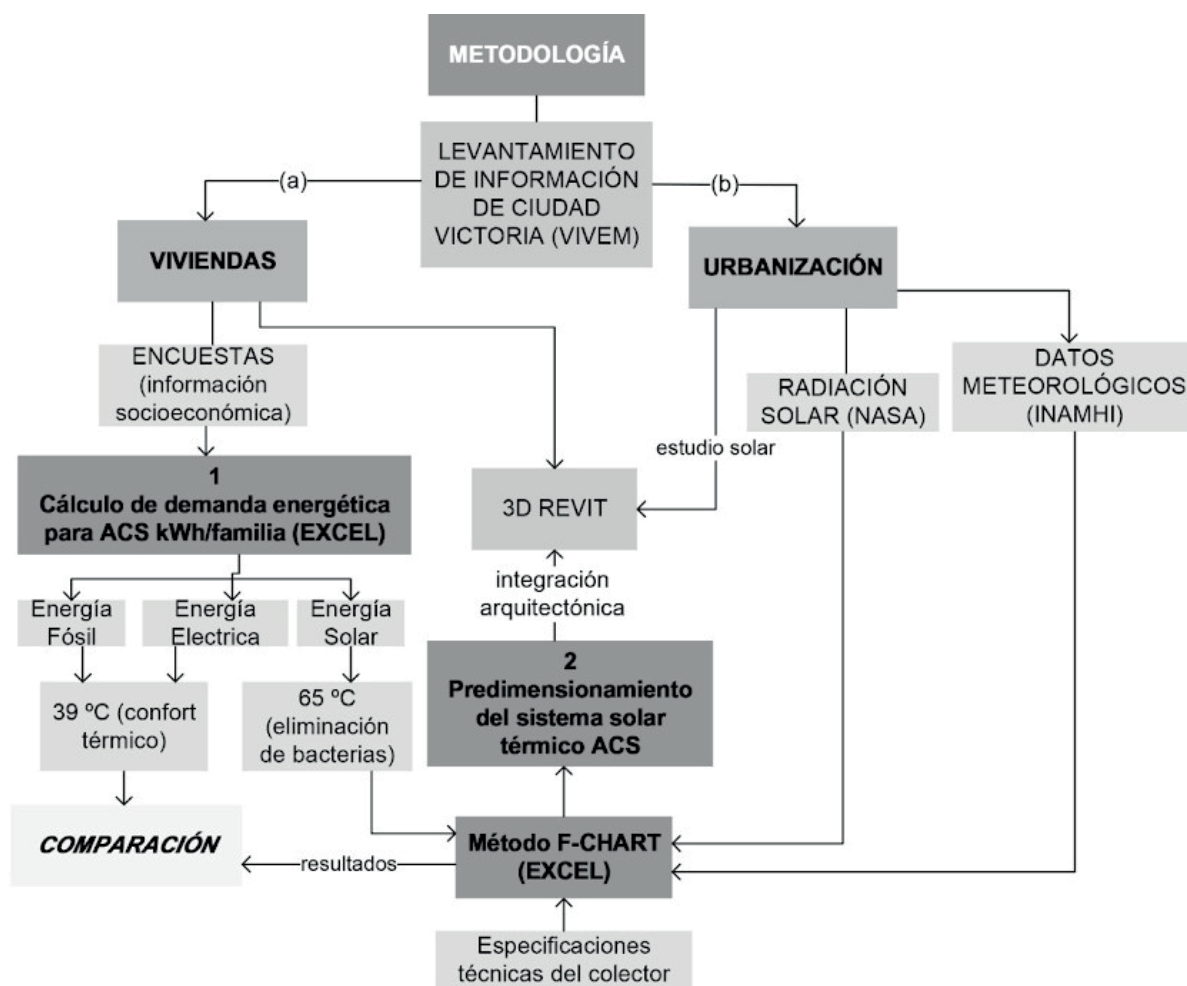 METODOLOGÍA
LEVANTAMIENTO
DE INFORMACIÓN
DE CIUDAD
VICTORIA (VIVEM)
(a)
(b)
VIVIENDAS
URBANIZACIÓN
ENCUESTAS
(información
socioeconómica)
RADIACIÓN
SOLAR (NASA)
DATOS
METEOROLÓGICOS
(INAMHI)
estudio solar
1
Cálculo de demanda energética
para ACS kWh/familia (EXCEL)
3D REVIT
integración
arquitectónica
Energía
Fósil
Energía
Electrica
Energía
Solar
39 ºC (confort
térmico)
65 ºC
(eliminación
de bacterias)
2
Predimensionamiento
del sistema solar
térmico ACS
COMPARACIÓN
resultados
Método F-CHART
(EXCEL)
Especificaciones
técnicas del colector